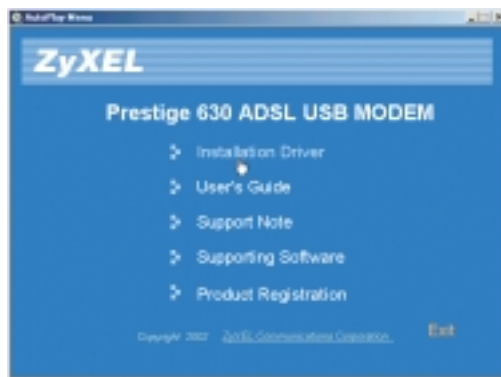 AutoPlay Menu
ZyXEL
Prestige 630 ADSL USB MODEM
Installation Driver
User's Guide
Support Note
Supporting Software
Product Registration
Copyright 2002 ZyXEL Communications Corporation.
Exit